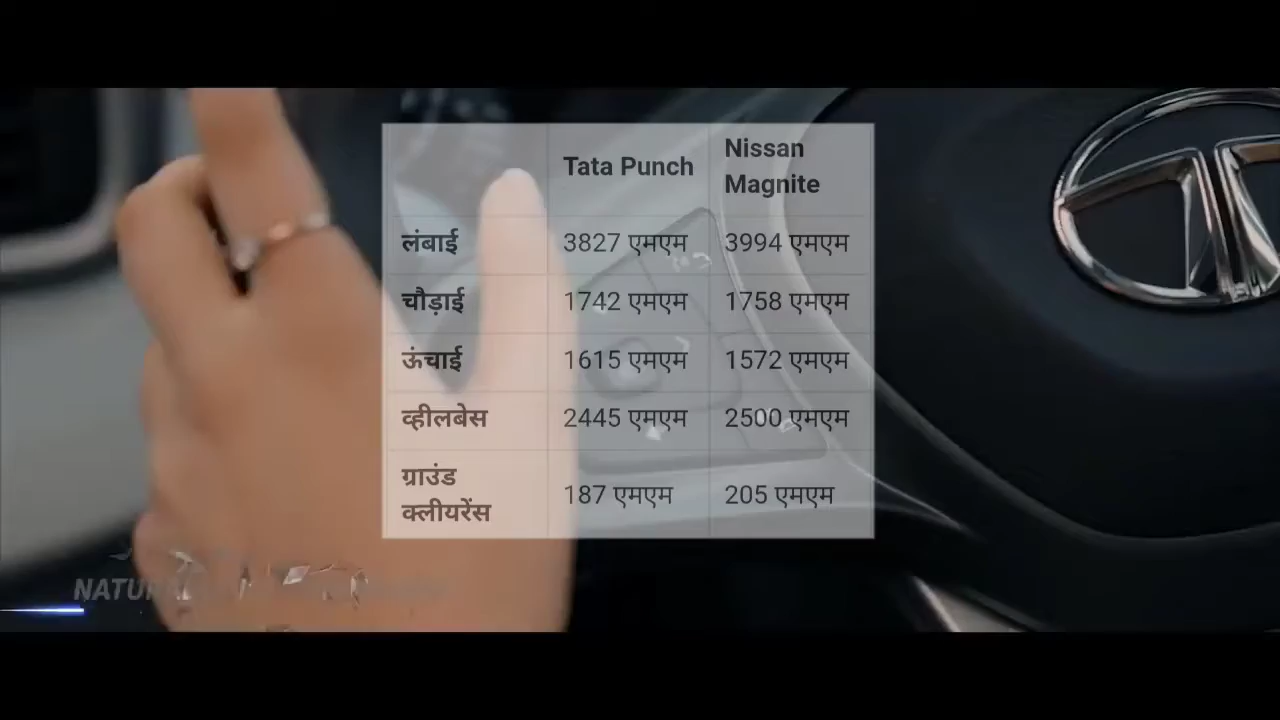 Tata Punch
Nissan
Magnite
लंबाई 3827 एमएम 3994 एमएम
चौड़ाई 1742 एमएम 1758 एमएम
ऊंचाई 1615 एमएम 1572 एमएम
व्हीलबेस 2445 एमएम 2500 एमएम
ग्राउंड
क्लीयरेंस 187 एमएम 205 एमएम